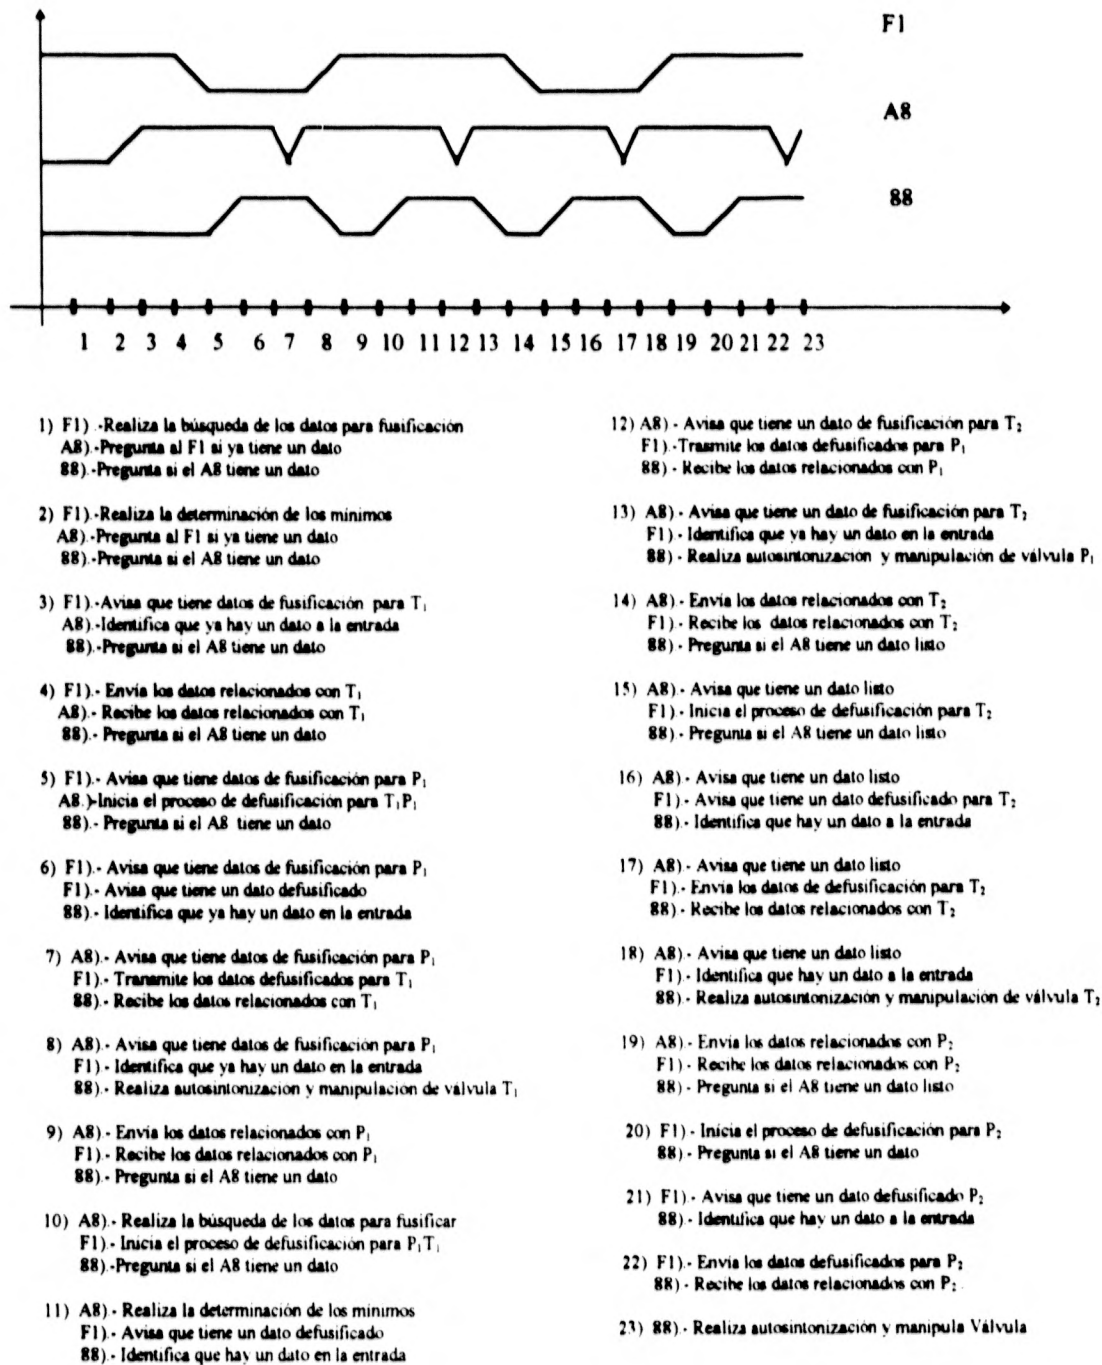 F1
A8
88
1 2 3 4 5 6 7 8 9 10 11 12 13 14 15 16 17 18 19 20 21 22 23
1) F1).-Realiza la búsqueda de los datos para fusificación
A8).-Pregunta al F1 si ya tiene un dato
88).-Pregunta si el A8 tiene un dato
2) F1).-Realiza la determinación de los mínimos
A8).-Pregunta al F1 si ya tiene un dato
88).-Pregunta si el A8 tiene un dato
3) F1).-Avisa que tiene datos de fusificación para T₁
A8).-Identifica que ya hay un dato a la entrada
88).-Pregunta si el A8 tiene un dato
4) F1).- Envía los datos relacionados con T₁
A8).- Recibe los datos relacionados con T₁
88).- Pregunta si el A8 tiene un dato
5) F1).- Avisa que tiene datos de fusificación para P₁
A8.)-Inicia el proceso de defusificación para T₁P₁
88).- Pregunta si el A8 tiene un dato
6) F1).- Avisa que tiene datos de fusificación para P₁
F1).- Avisa que tiene un dato defusificado
88).- Identifica que ya hay un dato en la entrada
7) A8).- Avisa que tiene datos de fusificación para P₁
F1).- Transmite los datos defusificados para T₁
88).- Recibe los datos relacionados con T₁
8) A8).- Avisa que tiene datos de fusificación para P₁
F1).- Identifica que ya hay un dato en la entrada
88).- Realiza autosintonización y manipulación de válvula T₁
9) A8).- Envía los datos relacionados con P₁
F1).- Recibe los datos relacionados con P₁
88).- Pregunta si el A8 tiene un dato
10) A8).- Realiza la búsqueda de los datos para fusificar
F1).- Inicia el proceso de defusificación para P₁T₁
88).-Pregunta si el A8 tiene un dato
11) A8).- Realiza la determinación de los mínimos
F1).- Avisa que tiene un dato defusificado
88).- Identifica que hay un dato en la entrada
12) A8).- Avisa que tiene un dato de fusificación para T₂
F1).-Trasmite los datos defusificados para P₁
88).- Recibe los datos relacionados con P₁
13) A8).- Avisa que tiene un dato de fusificación para T₂
F1).- Identifica que ya hay un dato en la entrada
88).- Realiza autosintonización y manipulación de válvula P₁
14) A8).- Envía los datos relacionados con T₂
F1).- Recibe los datos relacionados con T₂
88).- Pregunta si el A8 tiene un dato listo
15) A8).- Avisa que tiene un dato listo
F1).- Inicia el proceso de defusificación para T₂
88).- Pregunta si el A8 tiene un dato listo
16) A8).- Avisa que tiene un dato listo
F1).- Avisa que tiene un dato defusificado para T₂
88).- Identifica que hay un dato a la entrada
17) A8).- Avisa que tiene un dato listo
F1).- Envía los datos de defusificación para T₂
88).- Recibe los datos relacionados con T₂
18) A8).- Avisa que tiene un dato listo
F1).- Identifica que hay un dato a la entrada
88).- Realiza autosintonización y manipulación de válvula T₂
19) A8).- Envía los datos relacionados con P₂
F1).- Recibe los datos relacionados con P₂
88).- Pregunta si el A8 tiene un dato listo
20) F1).- Inicia el proceso de defusificación para P₂
88).- Pregunta si el A8 tiene un dato
21) F1).- Avisa que tiene un dato defusificado P₂
88).- Identifica que hay un dato a la entrada
22) F1).- Envía los datos defusificados para P₂
88).- Recibe los datos relacionados con P₂.
23) 88).- Realiza autosintonización y manipula Válvula